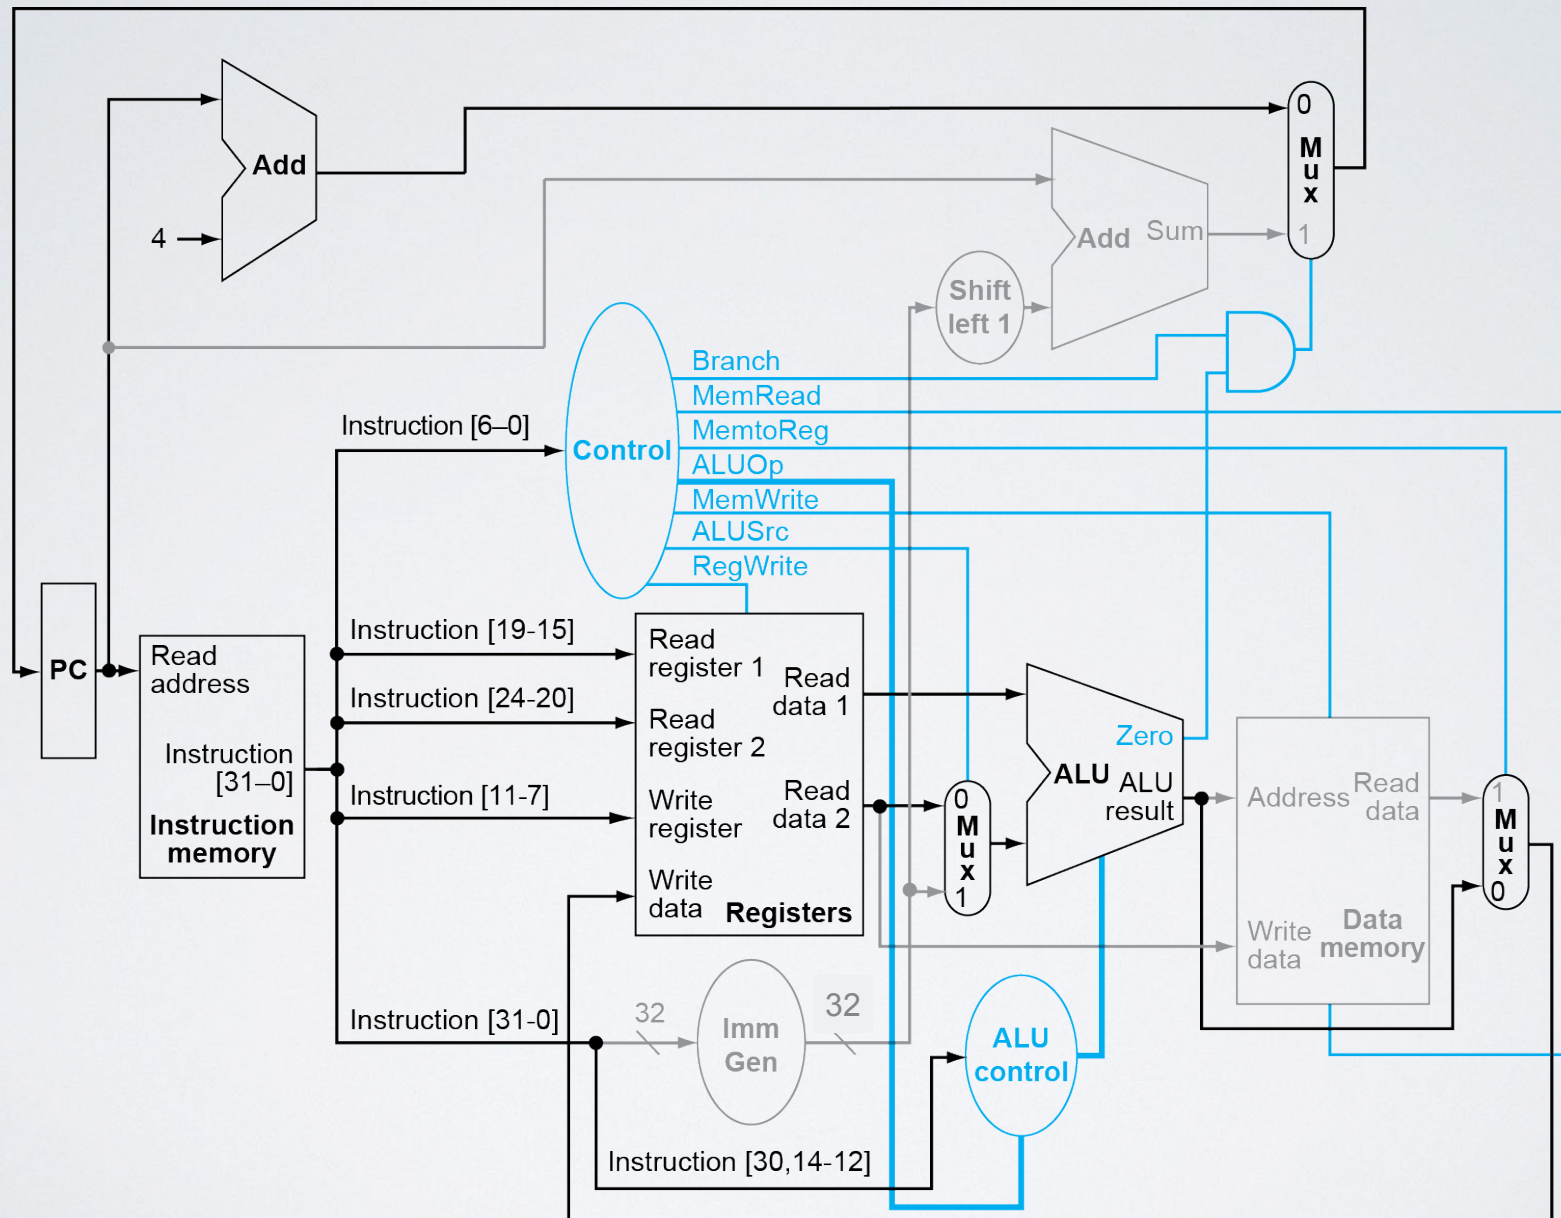 0
M
u
x
1
Add
4
Add
Sum
Shift
left 1
Branch
MemRead
MemtoReg
ALUOp
MemWrite
ALUSrc
RegWrite
Control
Instruction [6–0]
Instruction [19-15]
Instruction [24-20]
Instruction [11-7]
Instruction [31-0]
PC
Read
address
Instruction
[31–0]
Instruction
memory
Read
register 1
Read
register 2
Write
register
Write
data
Read
data 1
Read
data 2
Registers
0
M
u
x
1
Zero
ALU
ALU
result
Address
Read
data
Write
data
Data
memory
1
M
u
x
0
32
Imm
Gen
32
ALU
control
Instruction [30,14-12]